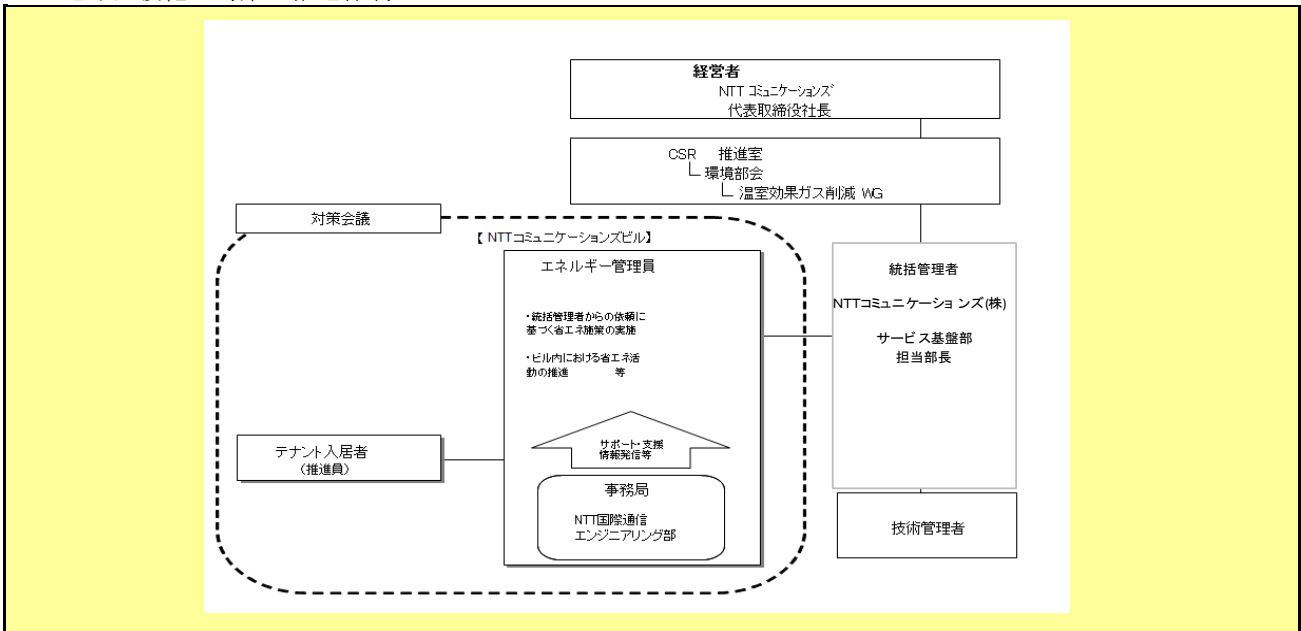 経営者
NTT コミュニケーションズ
代表取締役社長
CSR 推進室
環境部会
温室効果ガス削減 WG
対策会議
【 NTTコミュニケーションズビル】
エネルギー管理員
・統括管理者からの依頼に
基づく省エネ施策の実施
・ビル内における省エネ活
動の推進 等
サポート・支援
情報発信等
事務局
NTT国際通信
エンジニアリング部
テナント入居者
(推進員)
統括管理者
NTTコミュニケーションズ(株)
サービス基盤部
担当部長
技術管理者